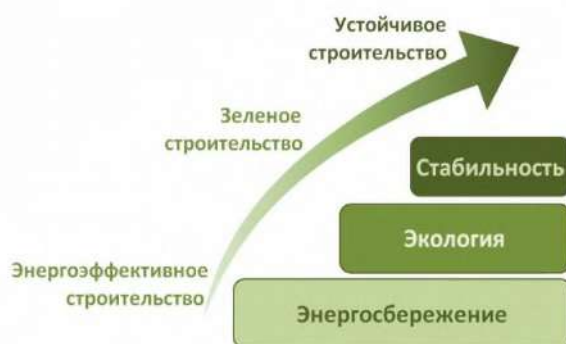 Устойчивое
строительство
Зеленое
строительство
Стабильность
Экология
Энергоэффективное
строительство
Энергосбережение